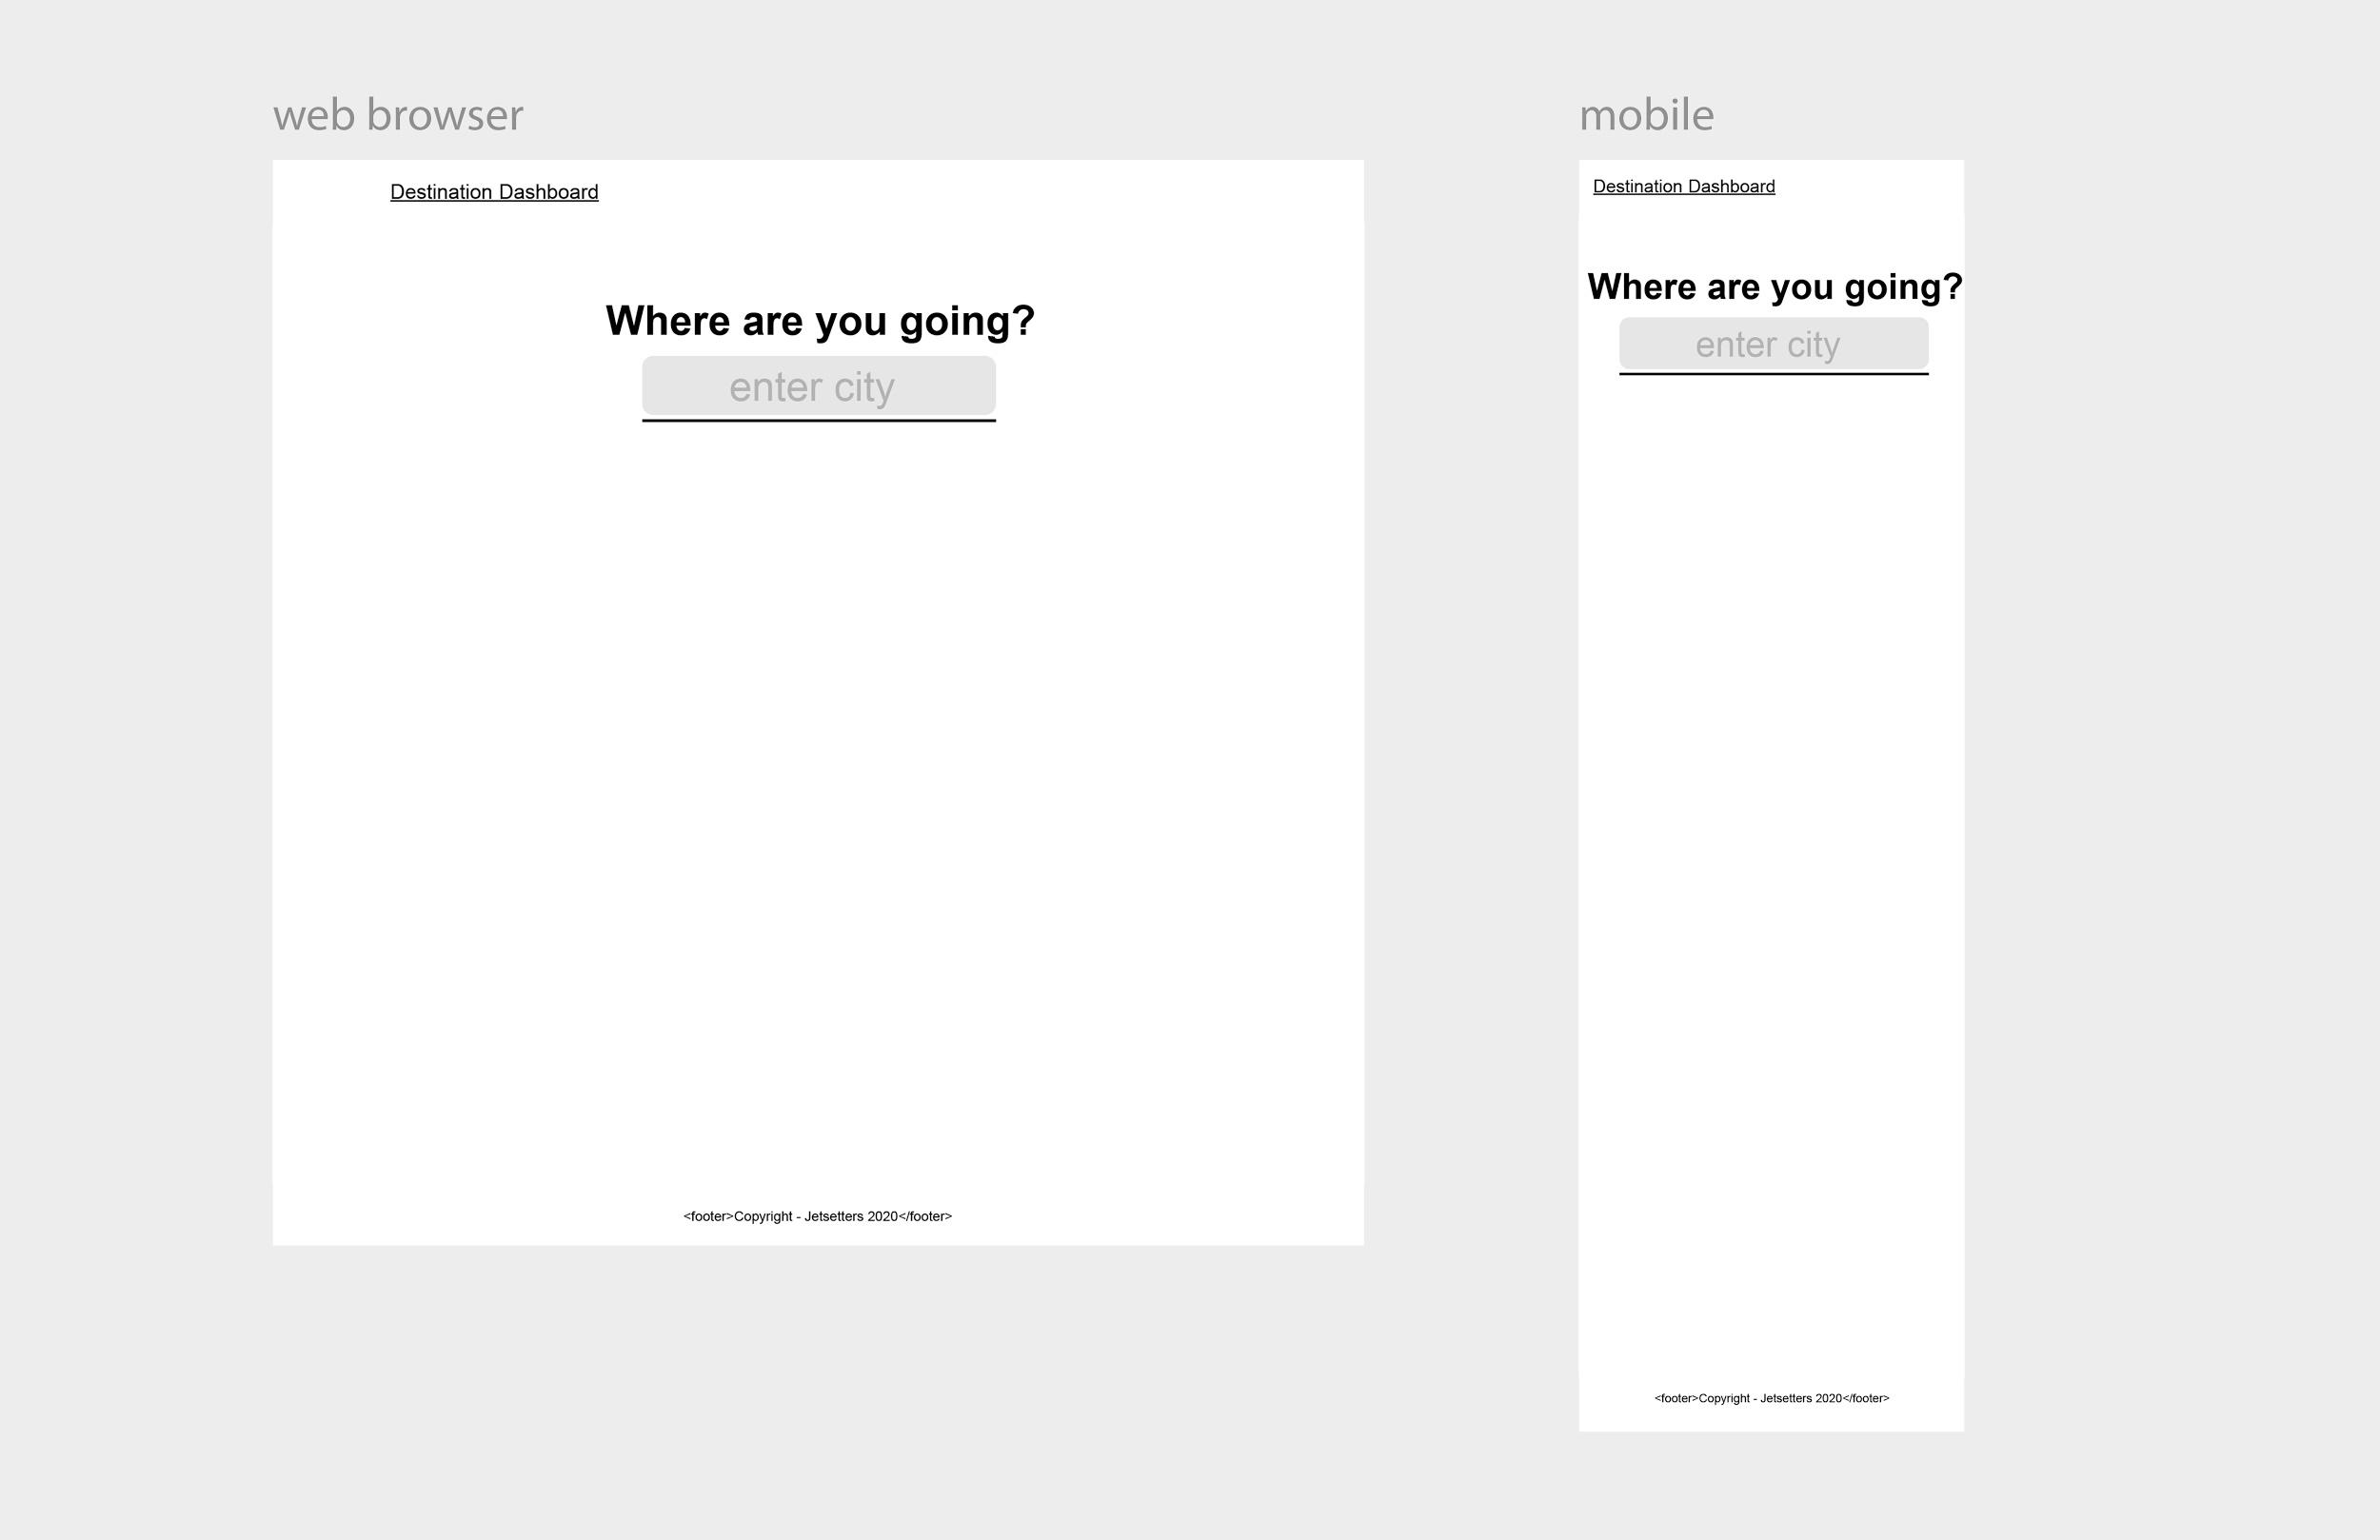 web browser
Destination Dashboard
Where are you going?
enter city
<footer>Copyright - Jetsetters 2020</footer>
mobile
Destination Dashboard
Where are you going?
enter city
<footer>Copyright - Jetsetters 2020</footer>